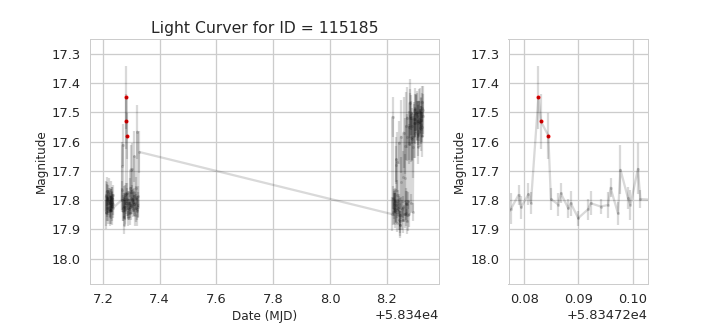 Light Curver for ID = 115185
17.3
17.4
17.5
17.6
17.7
17.8
17.9
18.0
Magnitude
7.2 7.4 7.6 7.8 8.0 8.2
Date (MJD)
+5.834e4
17.3
17.4
17.5
17.6
17.7
17.8
17.9
18.0
Magnitude
0.08 0.09 0.10
+5.83472e4